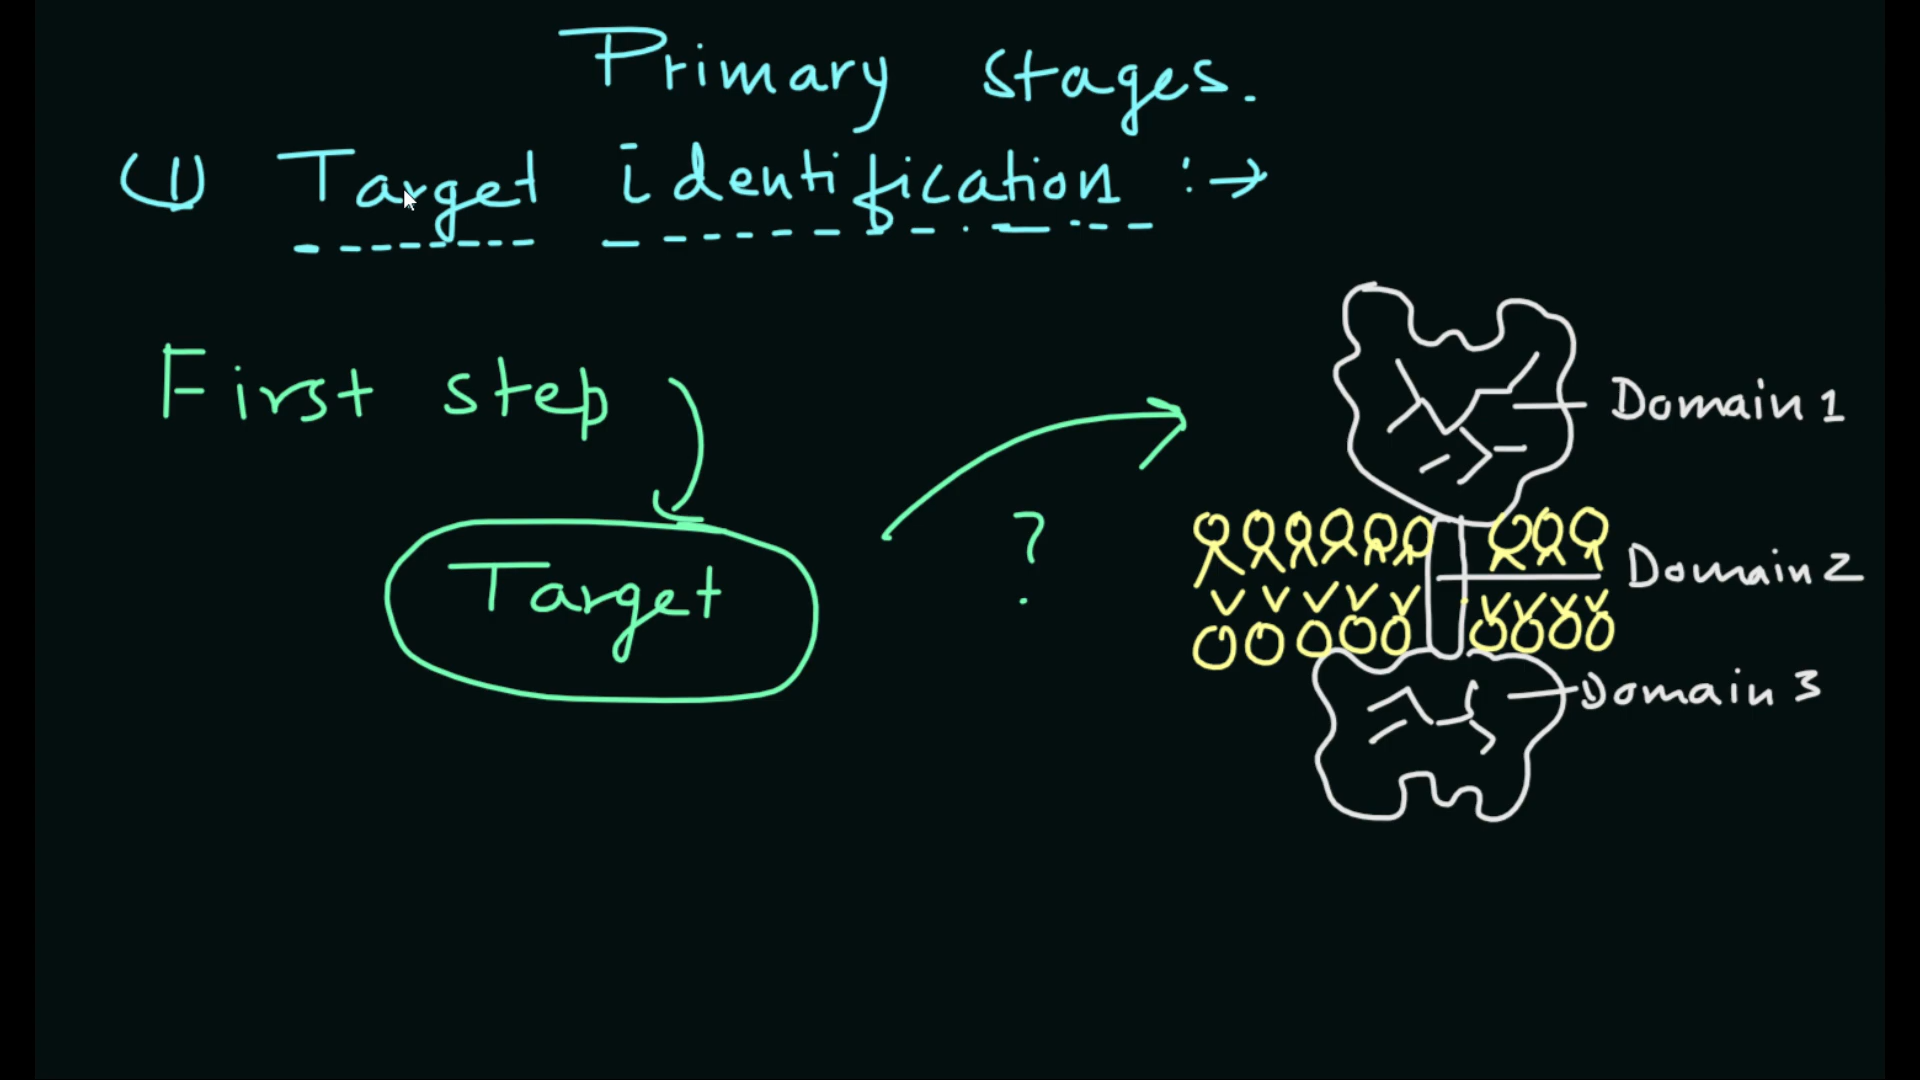 Primary stages.
(1) Target identification :→
First step
Target
?
Domain 1
Domain 2
Domain 3